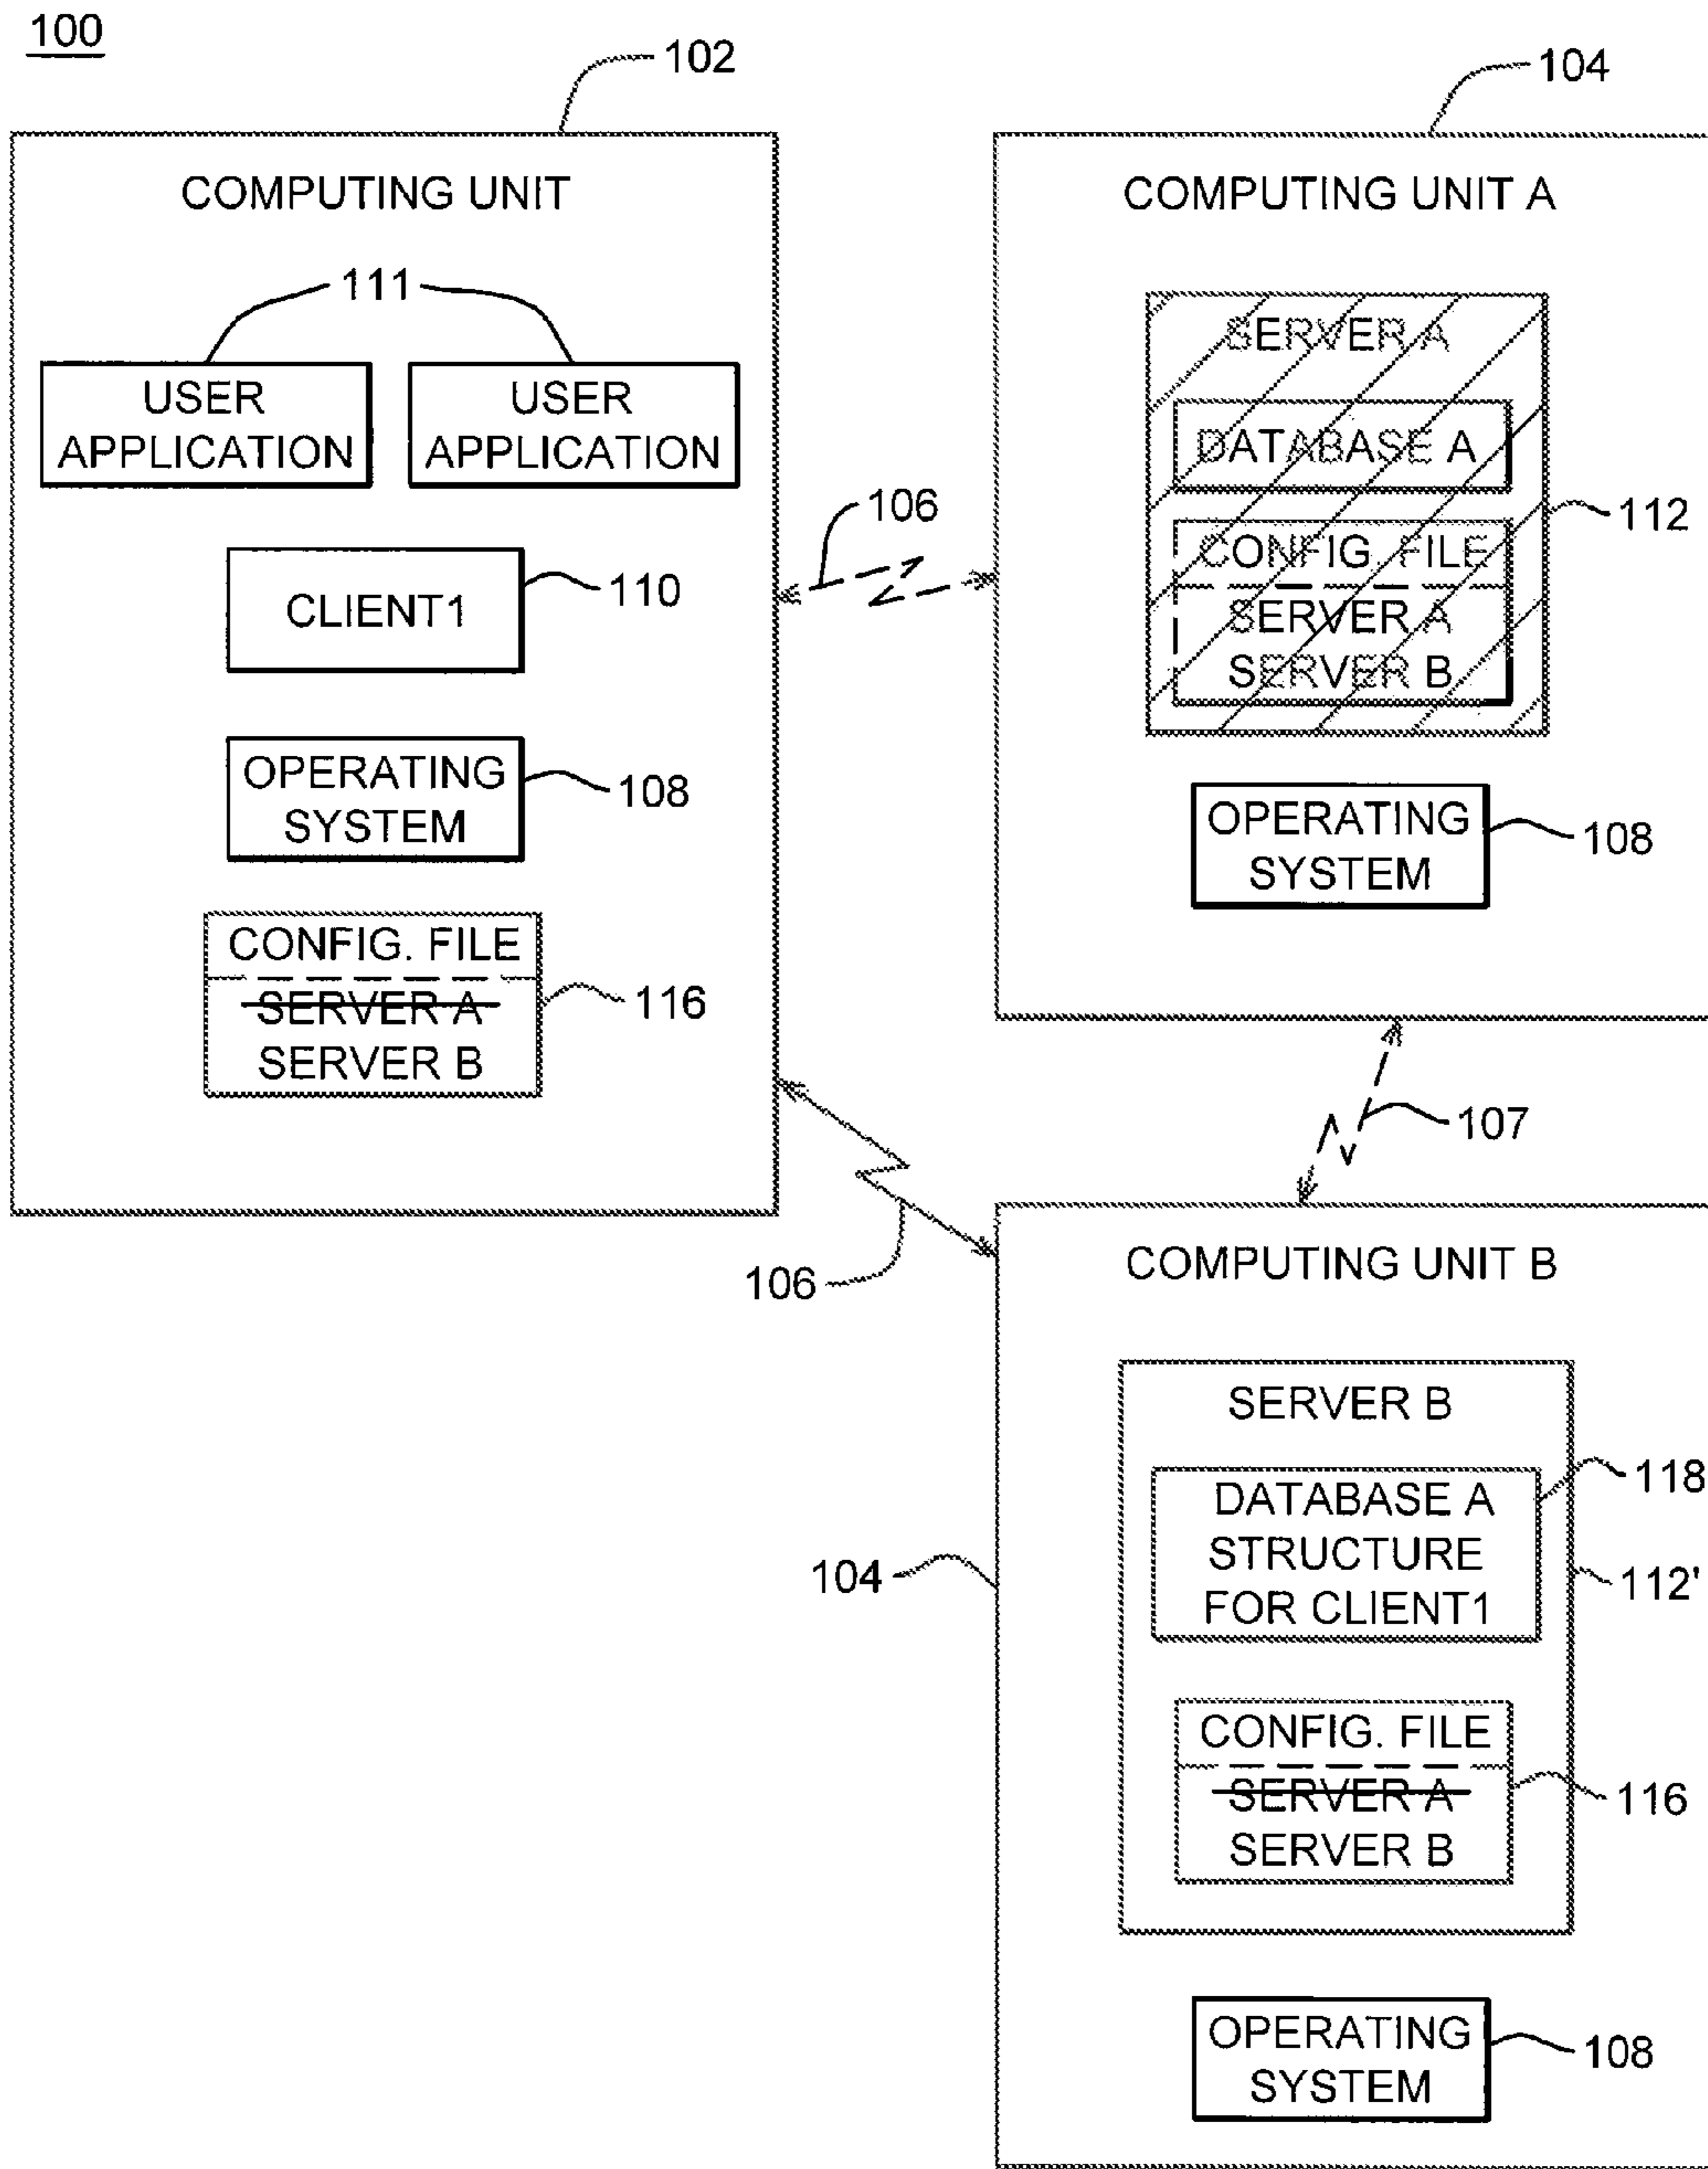 100
102
104
COMPUTING UNIT
COMPUTING UNIT A
111
USER
APPLICATION
USER
APPLICATION
SERVER A
DATABASE A
112
CONFIG. FILE
SERVER A
SERVER B
106
CLIENT1
110
OPERATING
SYSTEM
108
OPERATING
SYSTEM
108
CONFIG. FILE
SERVER A
SERVER B
116
107
106
COMPUTING UNIT B
SERVER B
118
DATABASE A
STRUCTURE
FOR CLIENT1
104
112'
CONFIG. FILE
SERVER A
SERVER B
116
OPERATING
SYSTEM
108